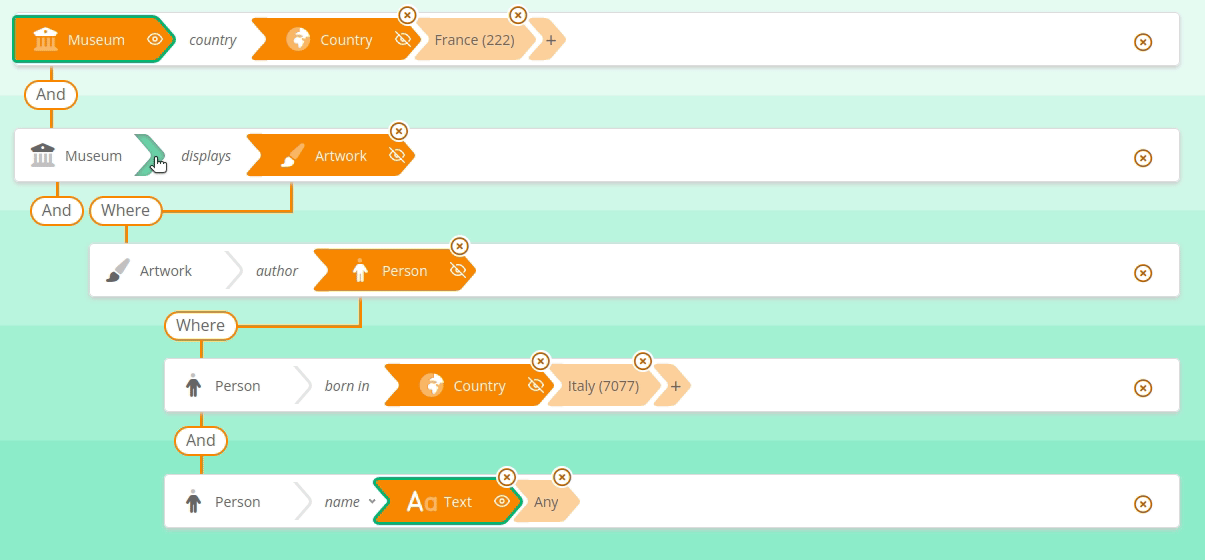 Museum country Country France (222) +
And
Museum displays Artwork
And Where
Artwork author Person
Where
Person born in Country Italy (7077) +
And
Person name Aa Text Any